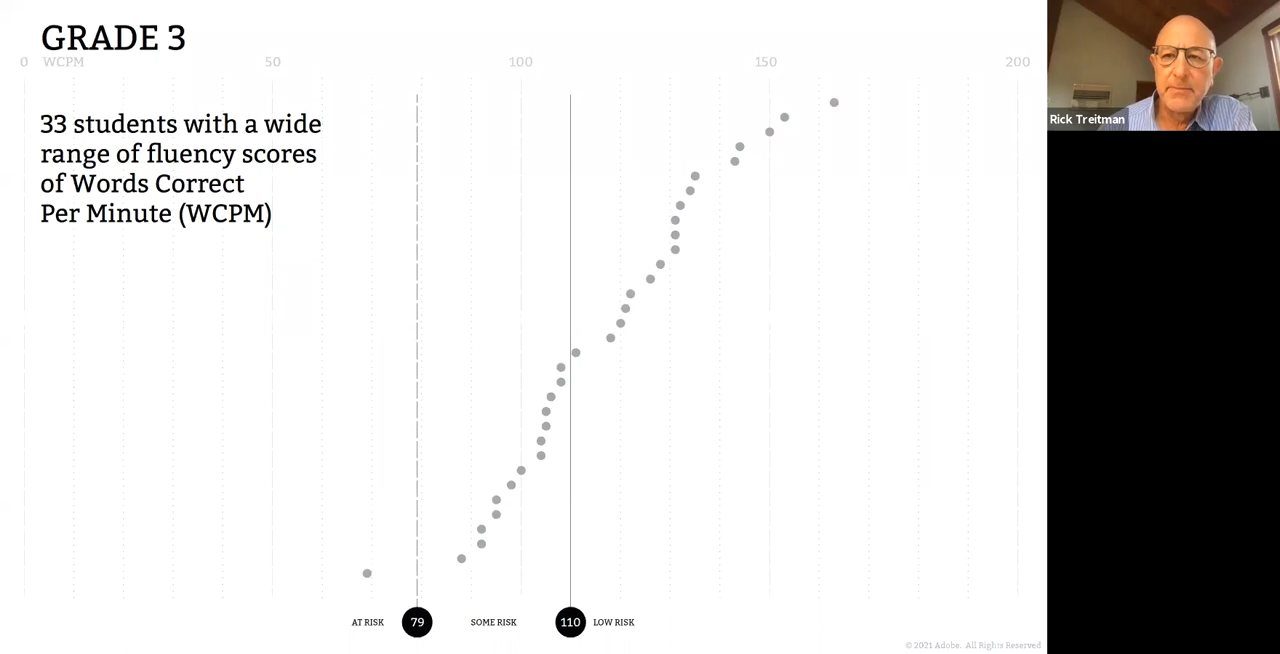 GRADE 3
0 WCPM 50 100 150 200
33 students with a wide
range of fluency scores
of Words Correct
Per Minute (WCPM)
Rick Treitman
AT RISK 79 SOME RISK 110 LOW RISK
© 2021 Adobe. All Rights Reserved